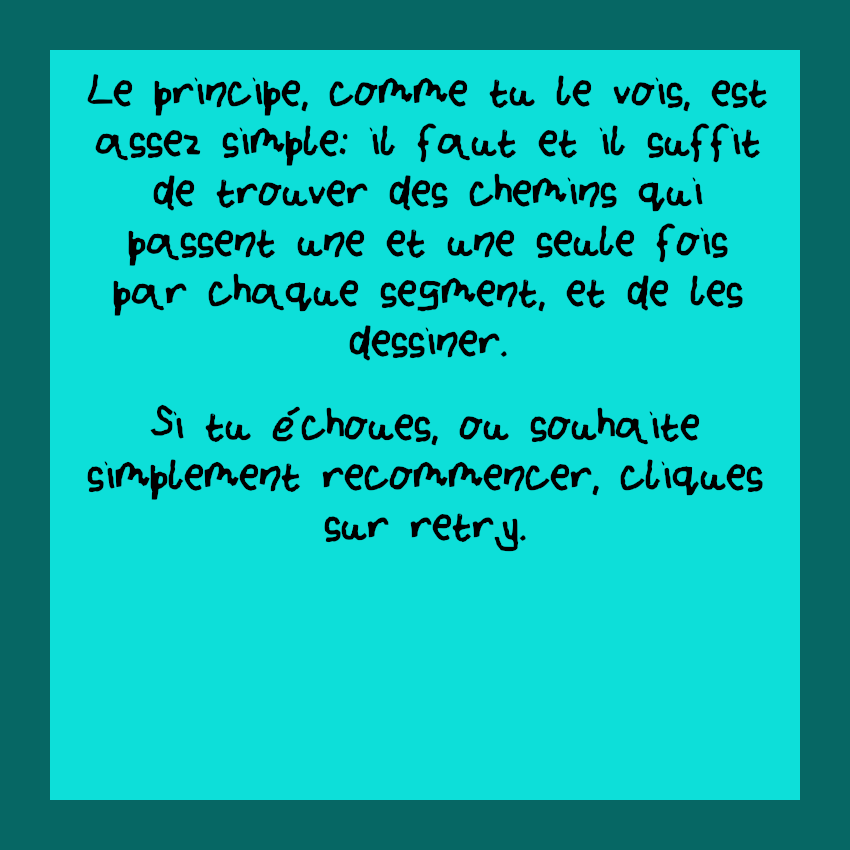 Le principe, comme tu le vois, est
assez simple: il faut et il suffit
de trouver des chemins qui
passent une et une seule fois
par chaque segment, et de les
dessiner.
Si tu échoues, ou souhaite
simplement recommencer, cliques
sur retry.